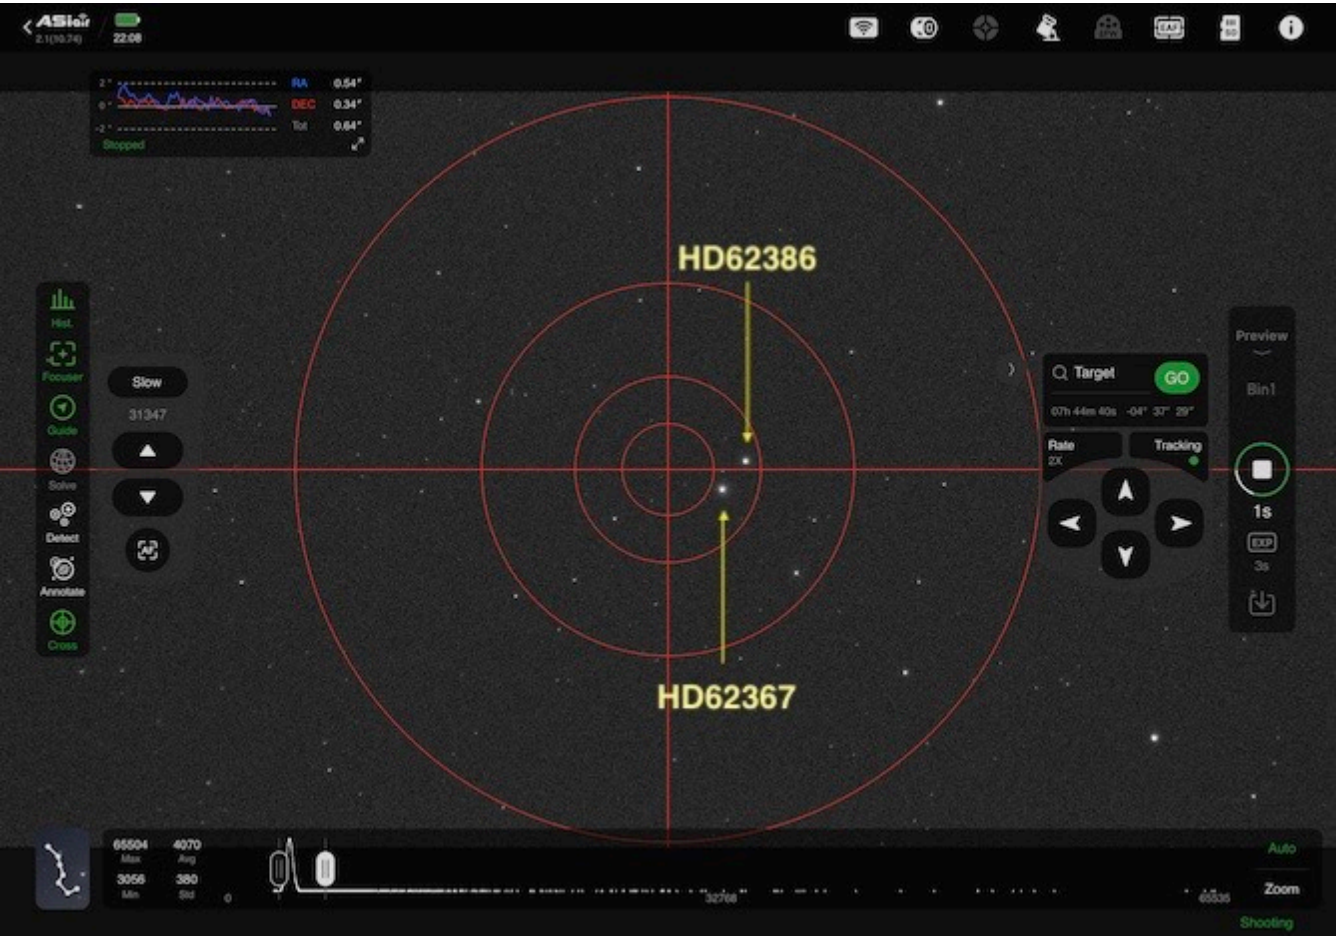 ASIAIR
2.1(10.74)
22:08
2"
0"
-2"
RA 0.54"
DEC 0.34"
Tot 0.64"
Stopped
HD62386
Hist.
Focuser
Guide
Solve
Detect
Annotate
Cross
Slow
31347
AF
Target
GO
07h 44m 40s -04° 37' 29"
Rate
2X
Tracking
Preview
Bin1
1s
EXP
3s
HD62367
65504
Max
4070
Avg
3056
Min
380
Std
0
32768
65535
Auto
Zoom
Shooting